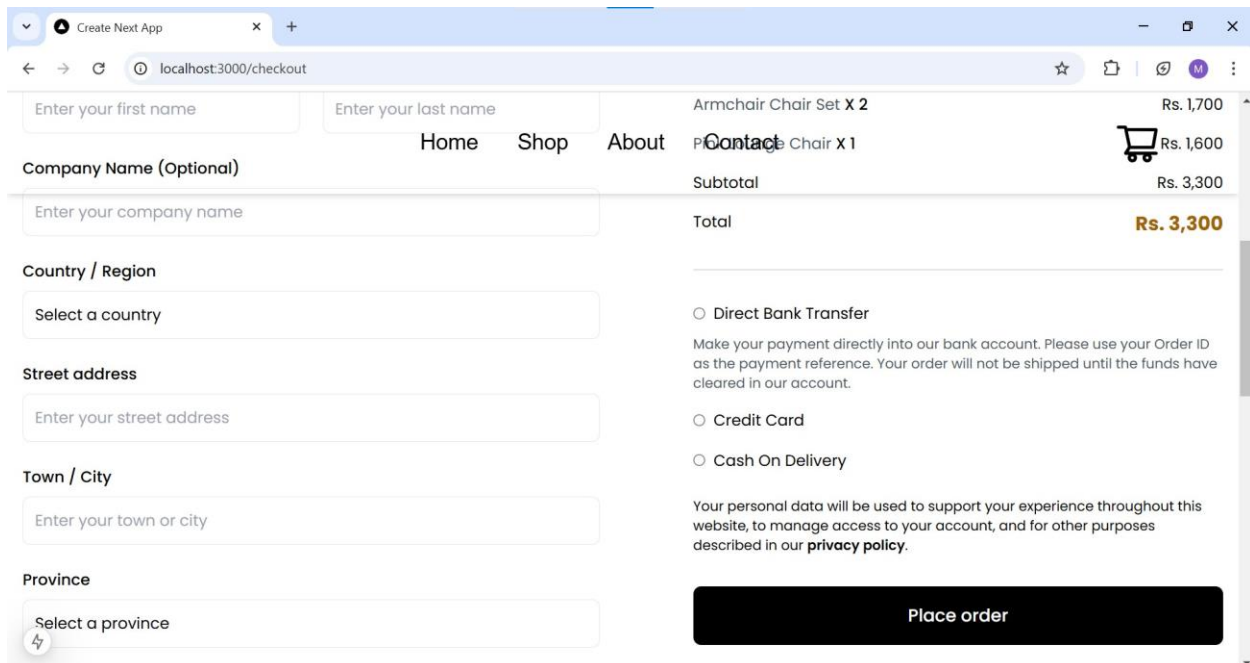 Create Next App
localhost:3000/checkout
M
Enter your first name
Enter your last name
Armchair Chair Set X 2
Rs. 1,700
Home
Shop
About
Contact
Pink Lounge Chair X 1
Rs. 1,600
Company Name (Optional)
Subtotal
Rs. 3,300
Enter your company name
Total
Rs. 3,300
Country / Region
Select a country
Street address
Enter your street address
Town / City
Enter your town or city
Province
Select a province
Direct Bank Transfer
Make your payment directly into our bank account. Please use your Order ID
as the payment reference. Your order will not be shipped until the funds have
cleared in our account.
Credit Card
Cash On Delivery
Your personal data will be used to support your experience throughout this
website, to manage access to your account, and for other purposes
described in our privacy policy.
Place order